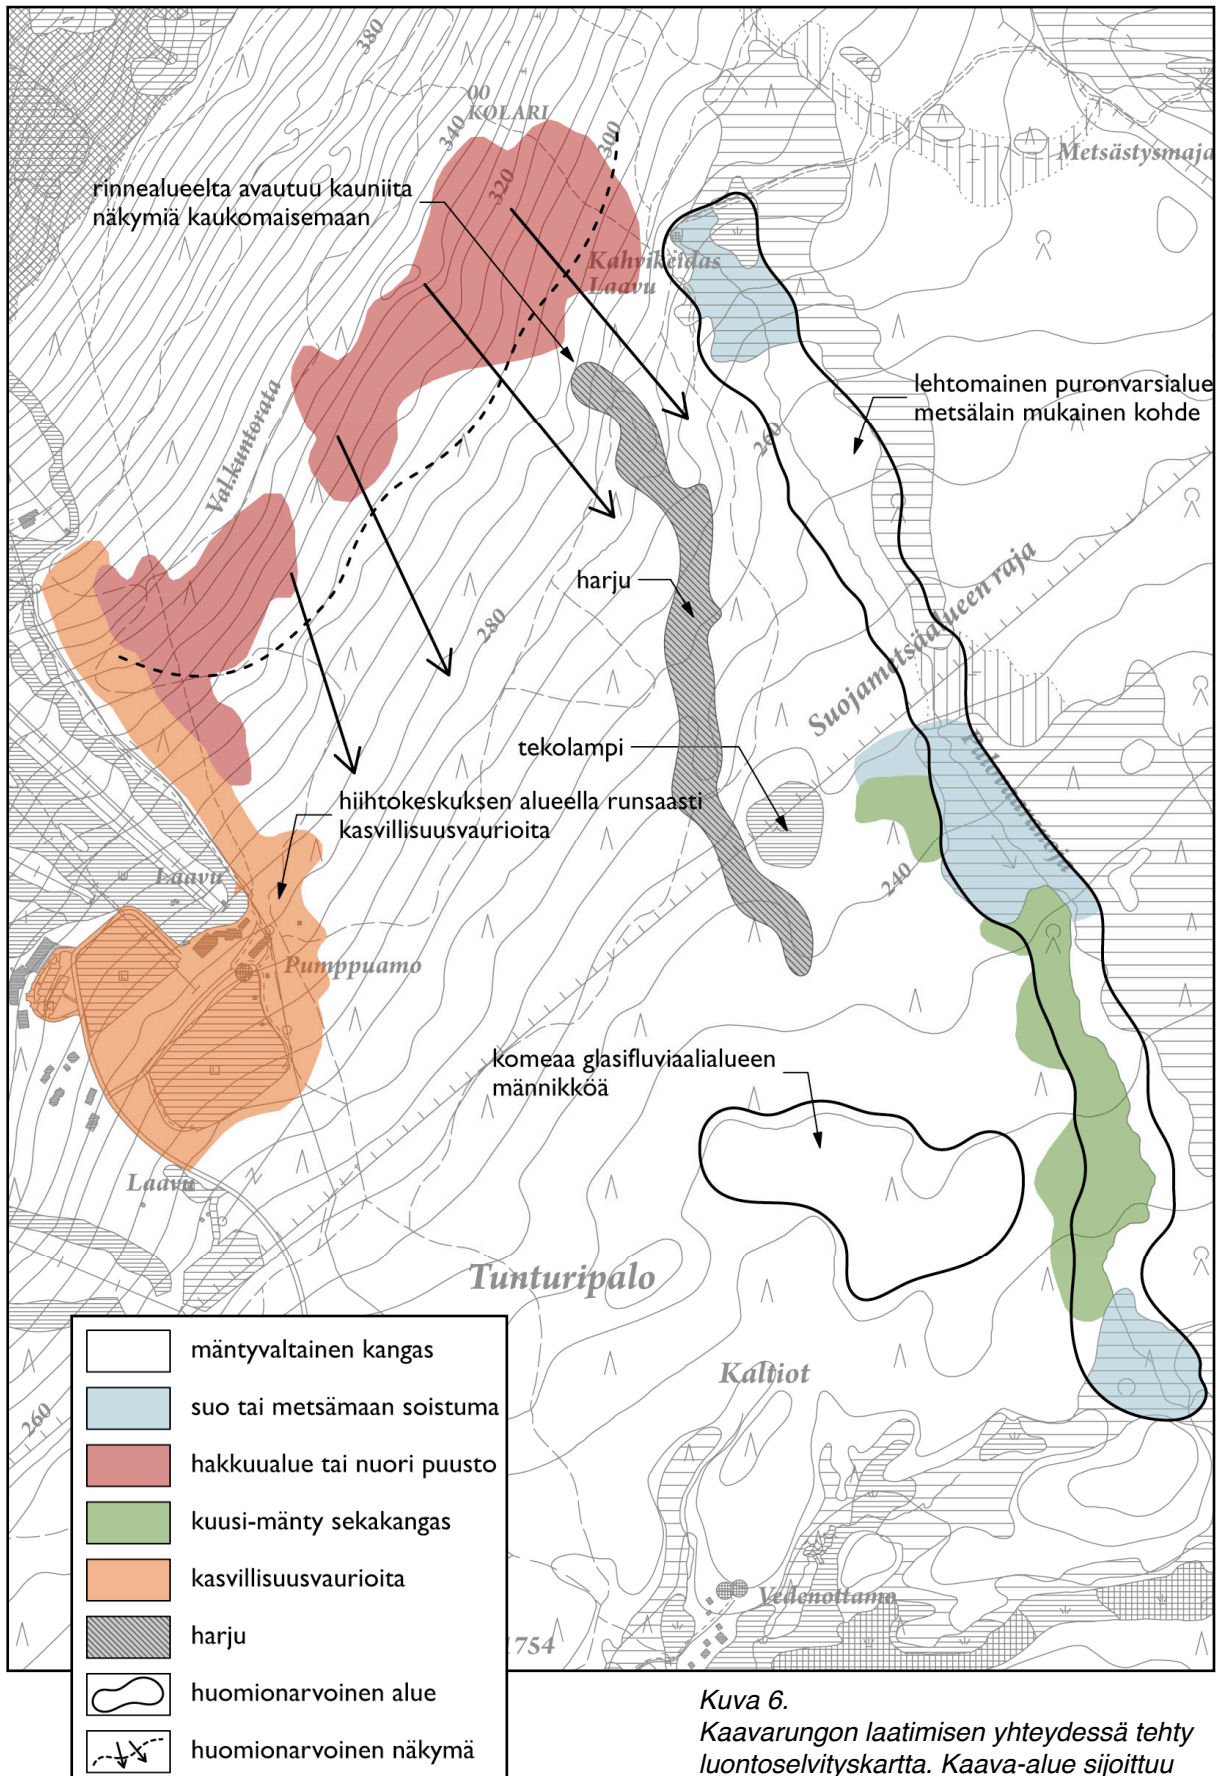 380
00
KOLARI
340
300
320
Metsästysmaja
rinnealueelta avautuu kauniita
näkymiä kaukomaisemaan
Kahvikeidas
Laavu
lehtomainen puronvarsialue
metsälain mukainen kohde
Val.kuntorata
260
harju
280
Suojametsäalueen raja
tekolampi
hiihtokeskuksen alueella runsaasti
kasvillisuusvaurioita
Laavu
240
Pumppuamo
komeaa glasifluviaalialueen
männikköä
Laavu
Tunturipalo
Kaltiot
260
Vedenottamo
1754
mäntyvaltainen kangas
suo tai metsämaan soistuma
hakkuualue tai nuori puusto
kuusi-mänty sekakangas
kasvillisuusvaurioita
harju
huomionarvoinen alue
huomionarvoinen näkymä
Kuva 6.
Kaavarungon laatimisen yhteydessä tehty
luontoselvityskartta. Kaava-alue sijoittuu